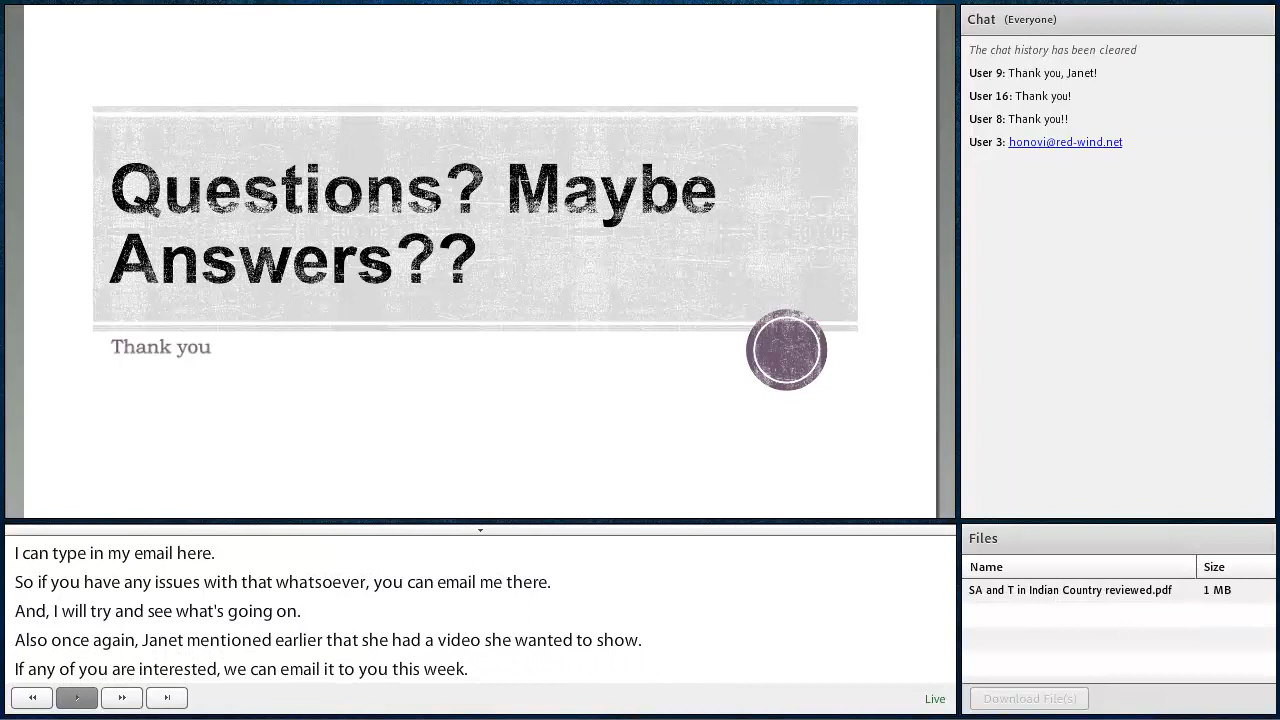 Questions? Maybe
Answers??
Thank you
I can type in my email here.
So if you have any issues with that whatsoever, you can email me there.
And, I will try and see what's going on.
Also once again, Janet mentioned earlier that she had a video she wanted to show.
If any of you are interested, we can email it to you this week.
Live
Chat (Everyone)
The chat history has been cleared
User 9: Thank you, Janet!
User 16: Thank you!
User 8: Thank you!!
User 3: honovi@red-wind.net
Files
Name Size
SA and T in Indian Country reviewed.pdf 1 MB
Download File(s)